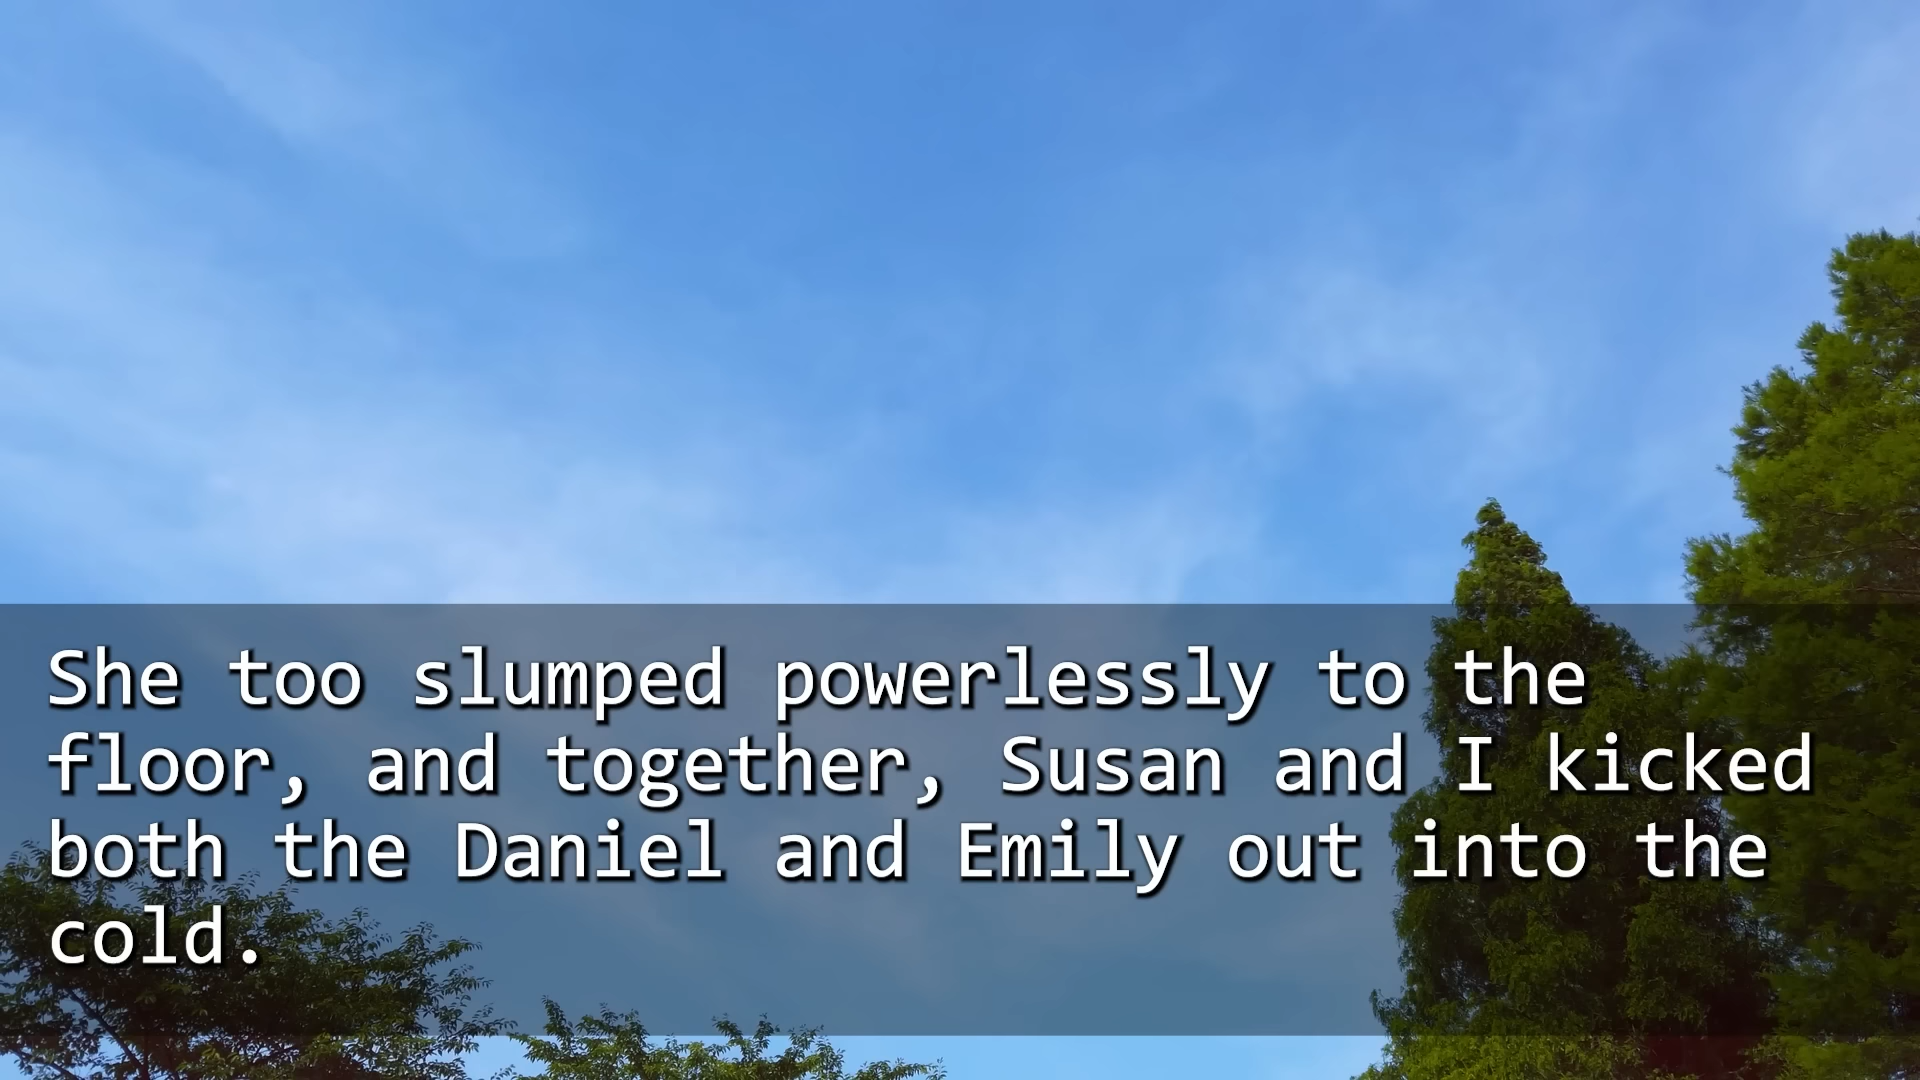 She too slumped powerlessly to the
floor, and together, Susan and I kicked
both the Daniel and Emily out into the
cold.